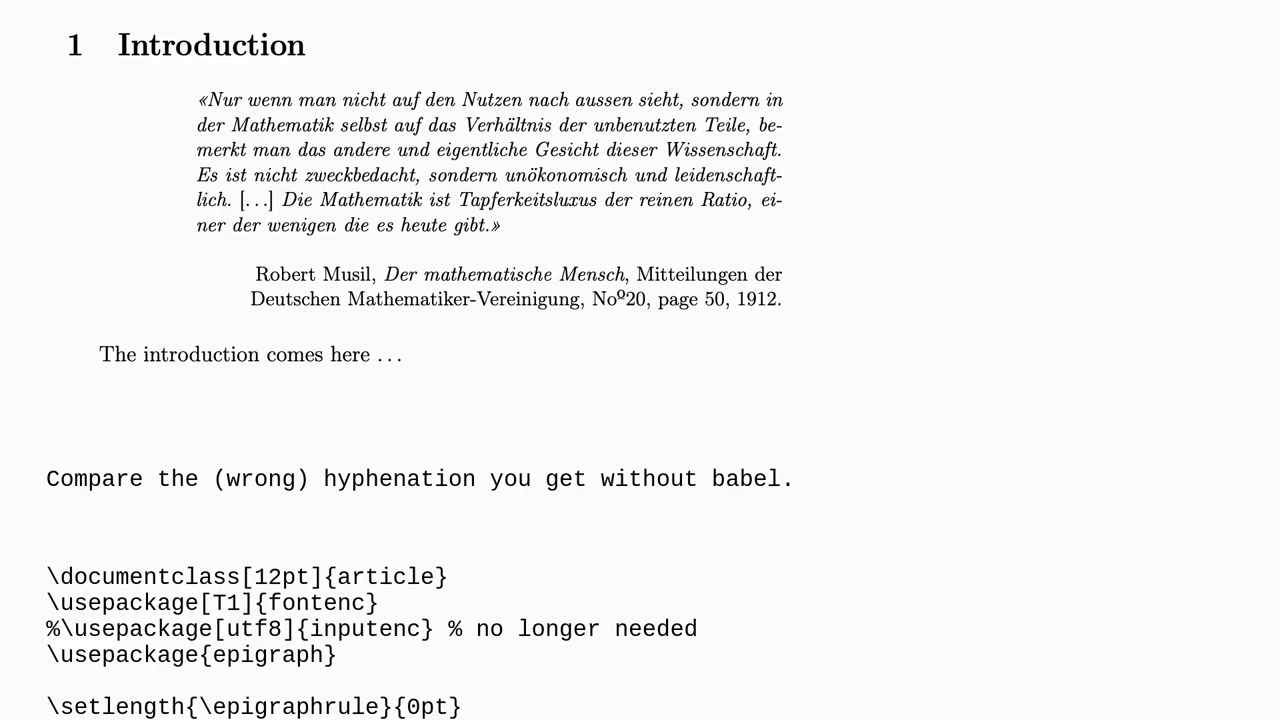 1 Introduction
«Nur wenn man nicht auf den Nutzen nach aussen sieht, sondern in
der Mathematik selbst auf das Verhältnis der unbenutzten Teile, be-
merkt man das andere und eigentliche Gesicht dieser Wissenschaft.
Es ist nicht zweckbedacht, sondern unökonomisch und leidenschaft-
lich. [...] Die Mathematik ist Tapferkeitsluxus der reinen Ratio, ei-
ner der wenigen die es heute gibt.»
Robert Musil, Der mathematische Mensch, Mitteilungen der
Deutschen Mathematiker-Vereinigung, Noº20, page 50, 1912.
The introduction comes here ...
Compare the (wrong) hyphenation you get without babel.
\documentclass[12pt]{article}
\usepackage[T1]{fontenc}
%\usepackage[utf8]{inputenc} % no longer needed
\usepackage{epigraph}
\setlength{\epigraphrule}{0pt}